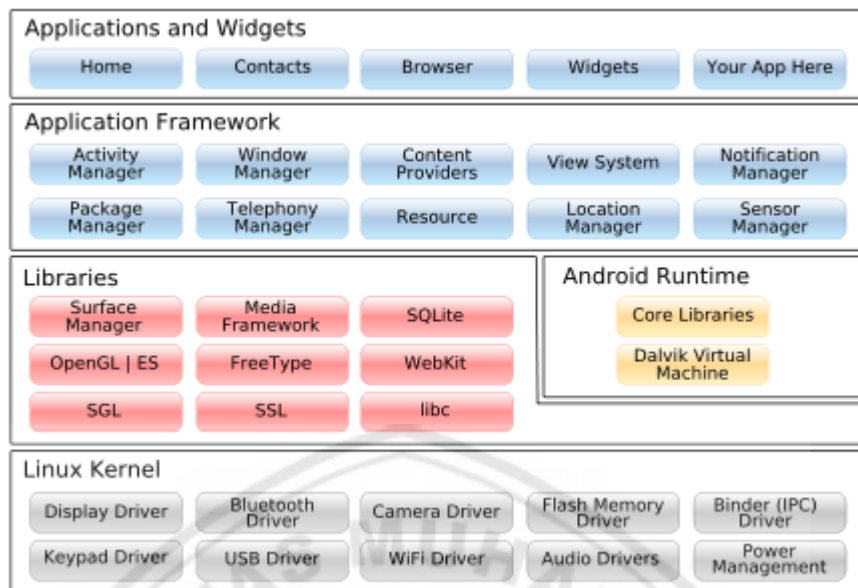 Applications and Widgets
Home
Contacts
Browser
Widgets
Your App Here
Application Framework
Activity
Manager
Window
Manager
Content
Providers
View System
Notification
Manager
Package
Manager
Telephony
Manager
Resource
Location
Manager
Sensor
Manager
Libraries
Surface
Manager
Media
Framework
SQLite
OpenGL | ES
FreeType
WebKit
SGL
SSL
libc
Android Runtime
Core Libraries
Dalvik Virtual
Machine
Linux Kernel
Display Driver
Bluetooth
Driver
Camera Driver
Flash Memory
Driver
Binder (IPC)
Driver
Keypad Driver
USB Driver
WiFi Driver
Audio Drivers
Power
Management